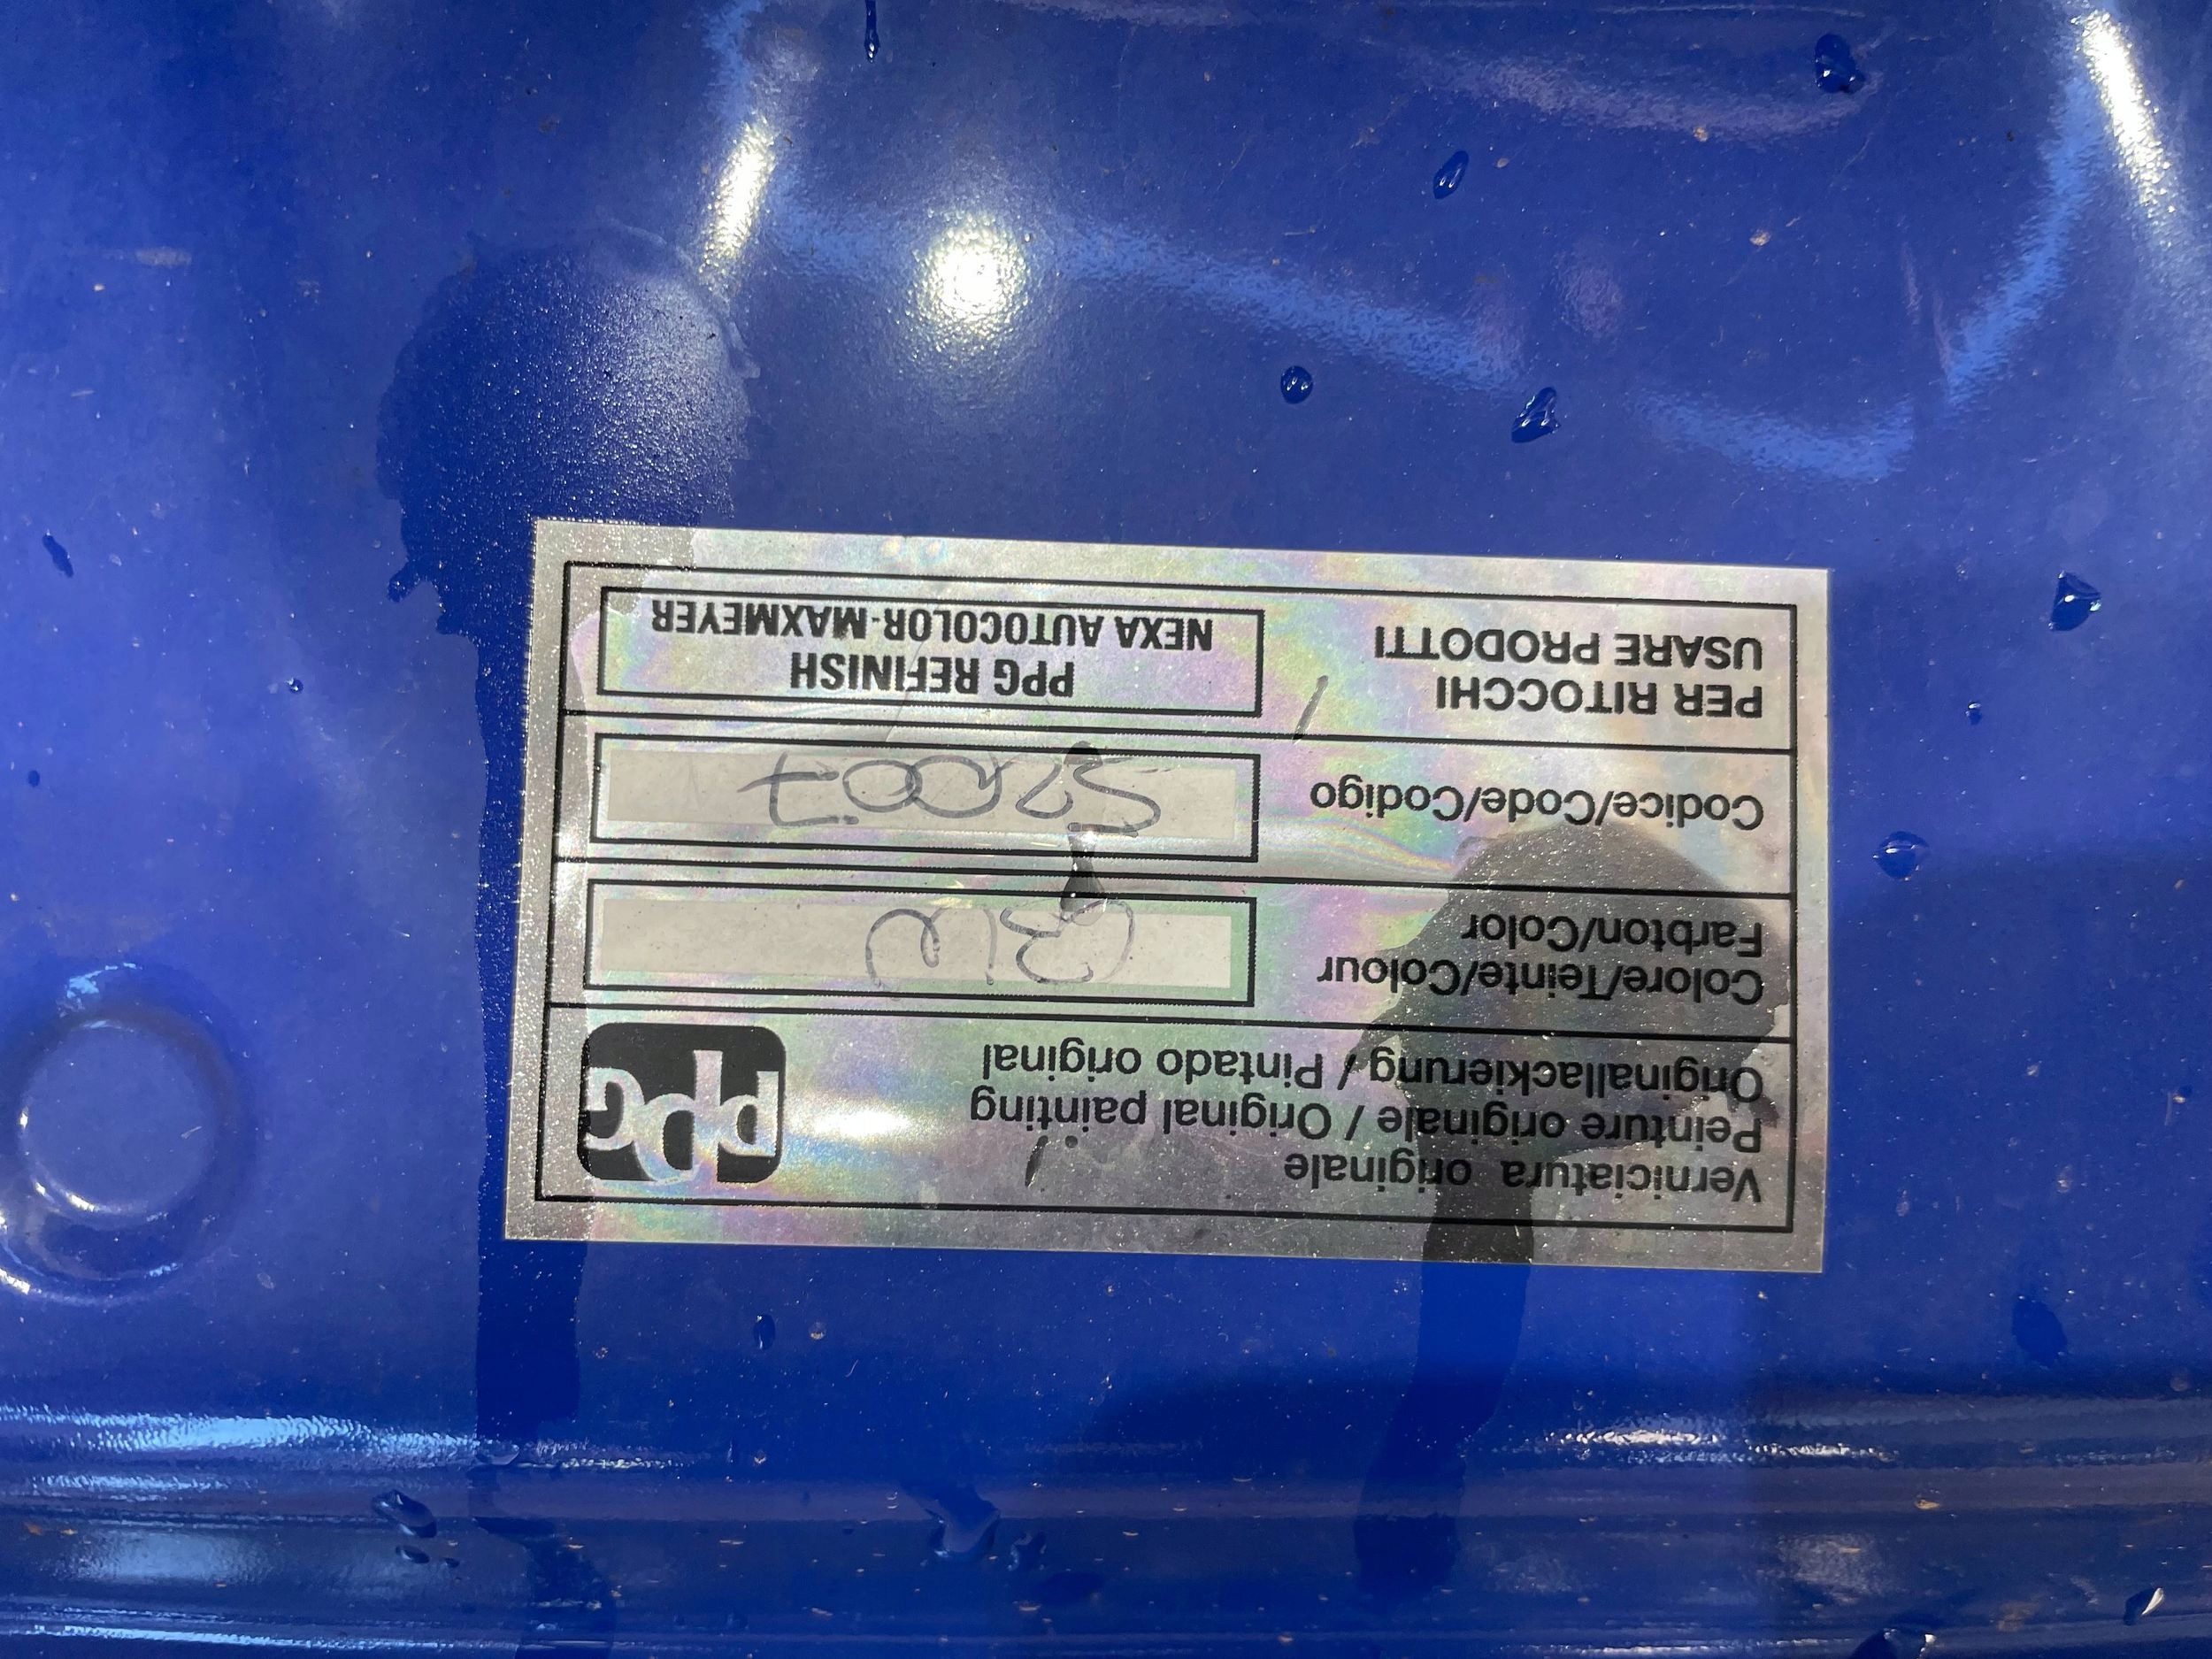 Verniciatura originale
Peinture originale / Original painting
Originallackierung / Pintado original
ppg
Colore/Teinte/Colour
Farbton/Color
BLU
Codice/Code/Codigo
52007
PER RITOCCHI
USARE PRODOTTI
PPG REFINISH
NEXA AUTOCOLOR-MAXMEYER